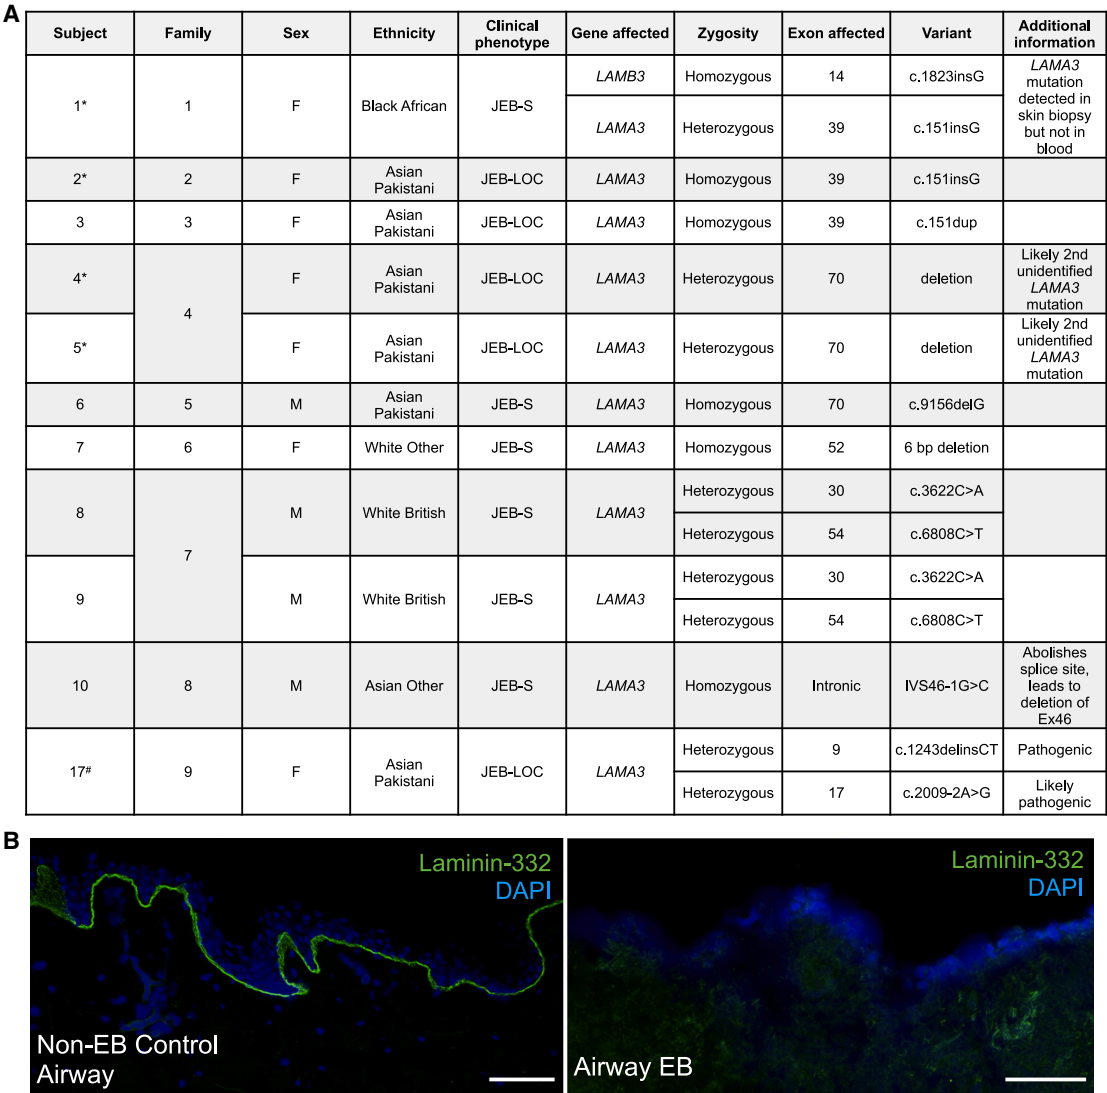 A
Subject Family Sex Ethnicity Clinical phenotype Gene affected Zygosity Exon affected Variant Additional information
1* 1 F Black African JEB-S LAMB3 Homozygous 14 c.1823insG LAMA3 mutation detected in skin biopsy but not in blood
LAMA3 Heterozygous 39 c.151insG
2* 2 F Asian Pakistani JEB-LOC LAMA3 Homozygous 39 c.151insG
3 3 F Asian Pakistani JEB-LOC LAMA3 Homozygous 39 c.151dup
4* 4 F Asian Pakistani JEB-LOC LAMA3 Heterozygous 70 deletion Likely 2nd unidentified LAMA3 mutation
5* F Asian Pakistani JEB-LOC LAMA3 Heterozygous 70 deletion Likely 2nd unidentified LAMA3 mutation
6 5 M Asian Pakistani JEB-S LAMA3 Homozygous 70 c.9156delG
7 6 F White Other JEB-S LAMA3 Homozygous 52 6 bp deletion
8 7 M White British JEB-S LAMA3 Heterozygous 30 c.3622C>A
Heterozygous 54 c.6808C>T
9 M White British JEB-S LAMA3 Heterozygous 30 c.3622C>A
Heterozygous 54 c.6808C>T
10 8 M Asian Other JEB-S LAMA3 Homozygous Intronic IVS46-1G>C Abolishes splice site, leads to deletion of Ex46
17# 9 F Asian Pakistani JEB-LOC LAMA3 Heterozygous 9 c.1243delinsCT Pathogenic
Heterozygous 17 c.2009-2A>G Likely pathogenic
B
Laminin-332
DAPI
Non-EB Control
Airway
Laminin-332
DAPI
Airway EB